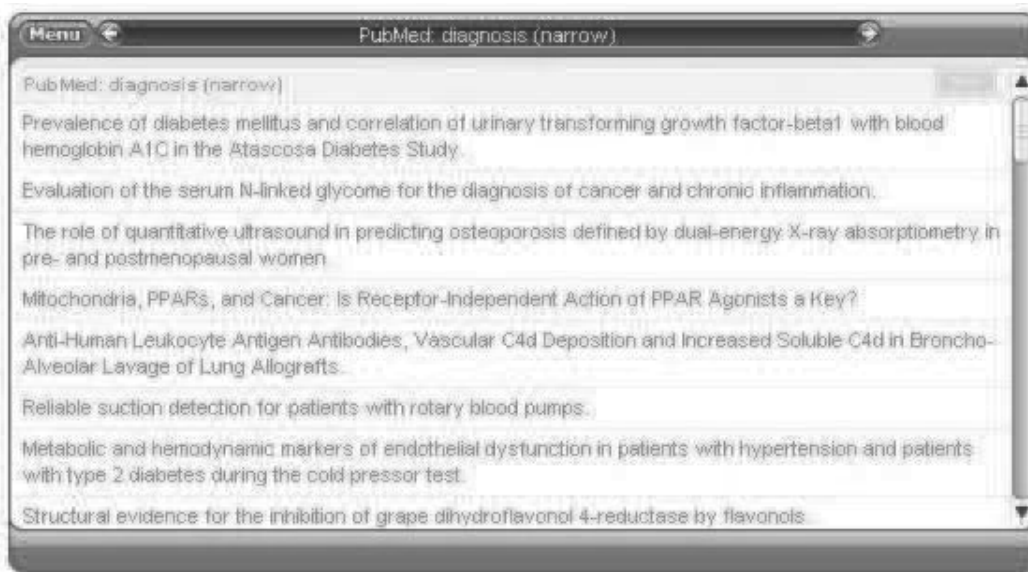 Menu PubMed: diagnosis (narrow)
PubMed: diagnosis (narrow)
Prevalence of diabetes mellitus and correlation of urinary transforming growth factor-beta1 with blood
hemoglobin A1C in the Atascosa Diabetes Study.
Evaluation of the serum N-linked glycome for the diagnosis of cancer and chronic inflammation.
The role of quantitative ultrasound in predicting osteoporosis defined by dual-energy X-ray absorptiometry in
pre- and postmenopausal women.
Mitochondria, PPARs, and Cancer: Is Receptor-Independent Action of PPAR Agonists a Key?
Anti-Human Leukocyte Antigen Antibodies, Vascular C4d Deposition and Increased Soluble C4d in Broncho-
Alveolar Lavage of Lung Allografts.
Reliable suction detection for patients with rotary blood pumps.
Metabolic and hemodynamic markers of endothelial dysfunction in patients with hypertension and patients
with type 2 diabetes during the cold pressor test.
Structural evidence for the inhibition of grape dihydroflavonol 4-reductase by flavonols.